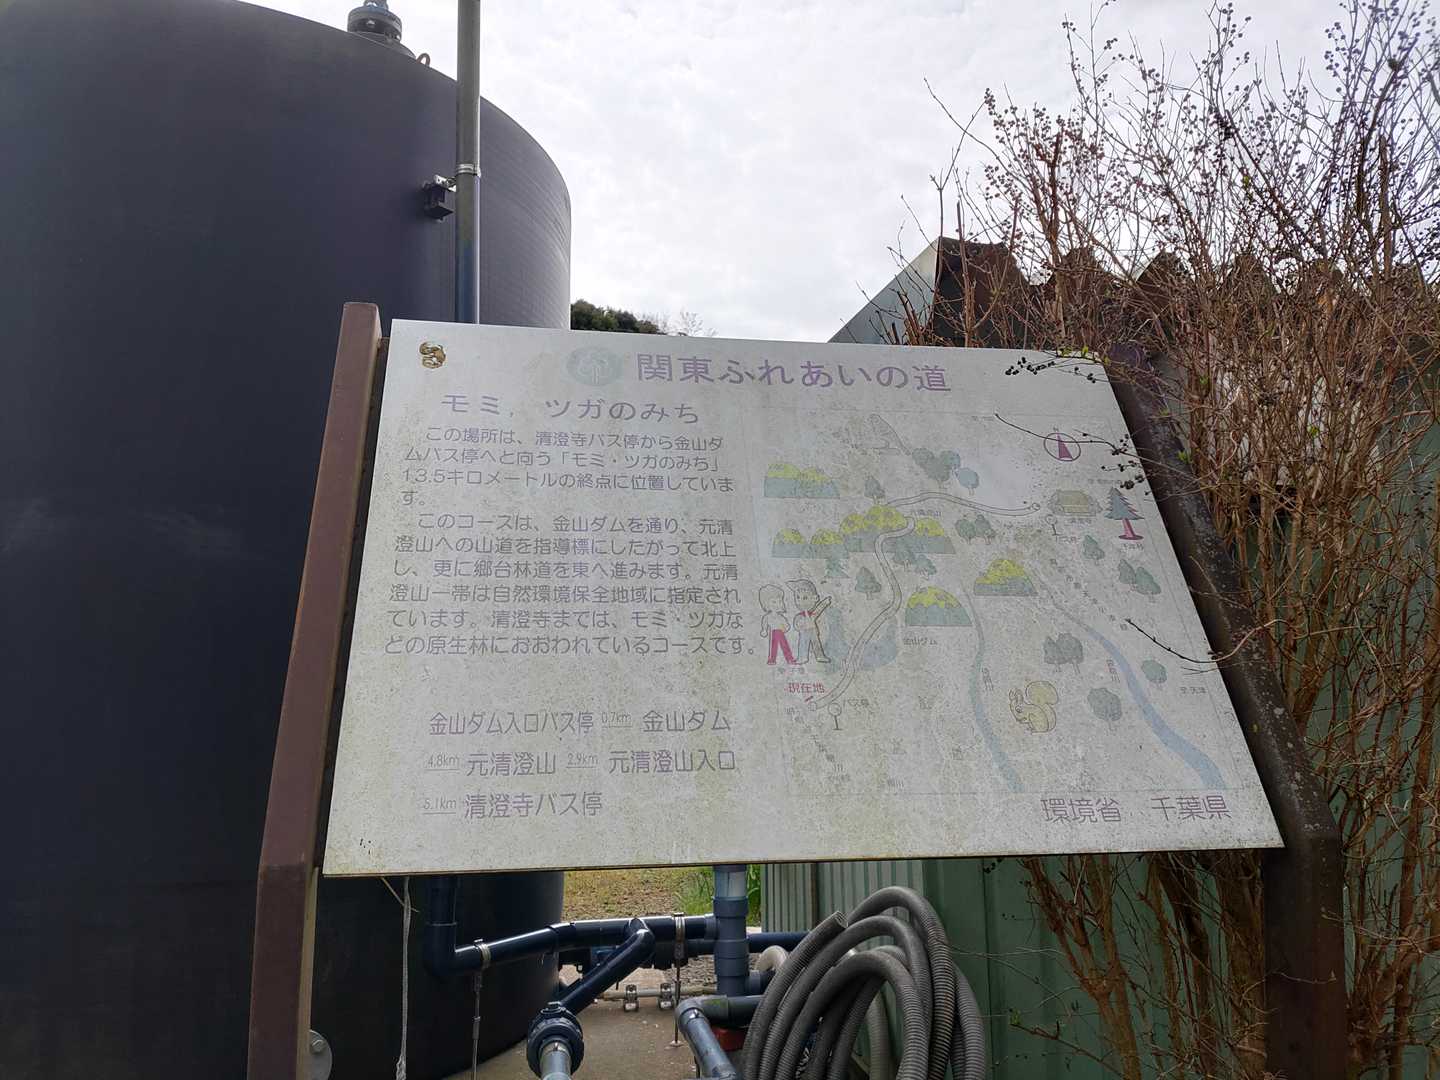 関東ふれあいの道
モミ，ツガのみち
この場所は、清澄寺バス停から金山ダ
ムバス停へと向う「モミ・ツガのみち」
13.5キロメートルの終点に位置していま
す。
このコースは、金山ダムを通り、元清
澄山への山道を指導標にしたがって北上
し、更に郷台林道を東へ進みます。元清
澄山一帯は自然環境保全地域に指定され
ています。清澄寺までは、モミ・ツガな
どの原生林におおわれているコースです。
金山ダム入口バス停 0.7km 金山ダム
4.8km 元清澄山 2.9km 元清澄山入口
5.1km 清澄寺バス停
金山ダム
現在地
バス停
至天津
環境省 千葉県